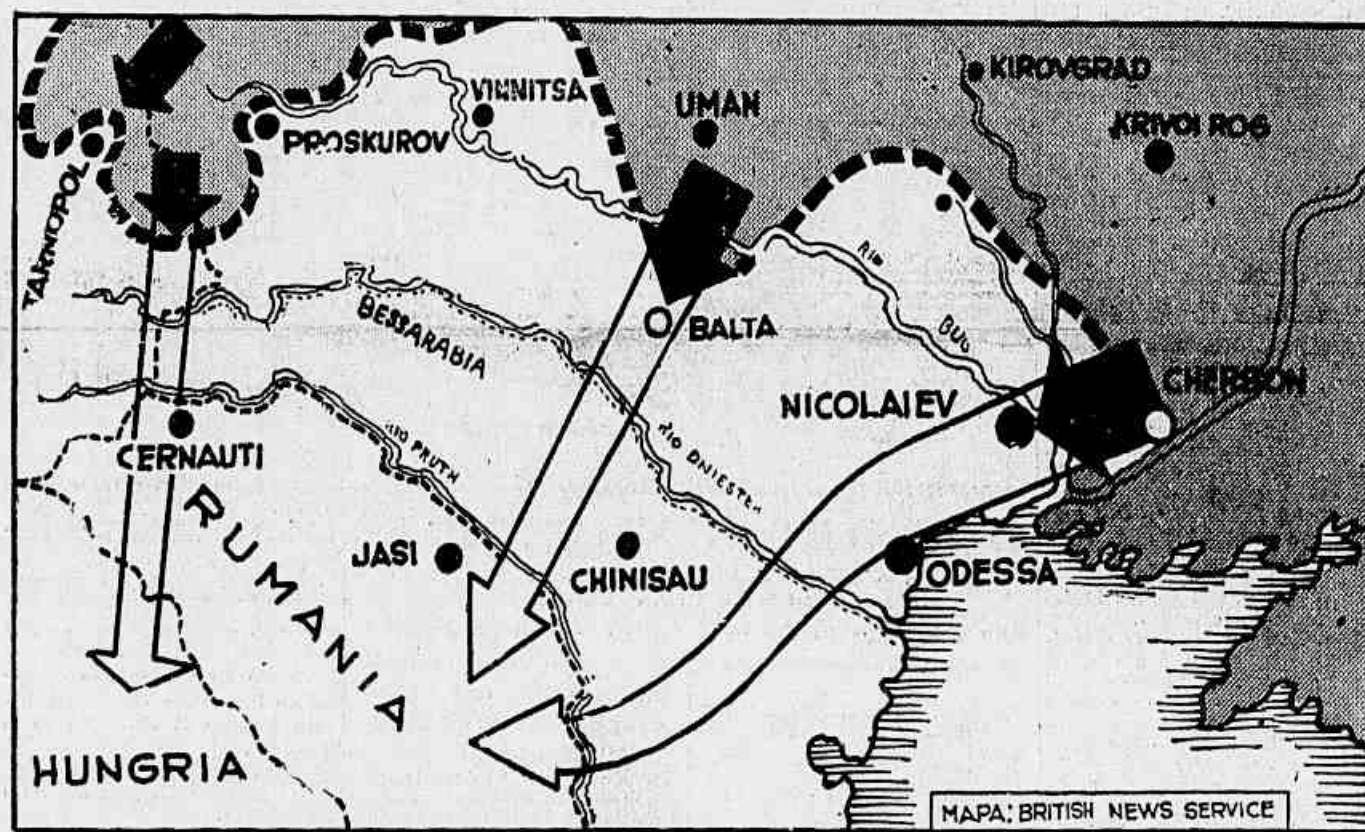 KIROVGRAD
VINNITSA
UMAN
KRIVOI ROG
PROSKUROV
TARNOPOL
RIO
BUG
BESSARABIA
BALTA
CHERSON
NICOLAIEV
CERNAUTI
RIO PRUTH
RIO DNIESTER
RUMANIA
JASI
CHINISAU
ODESSA
HUNGRIA
MAPA: BRITISH NEWS SERVICE